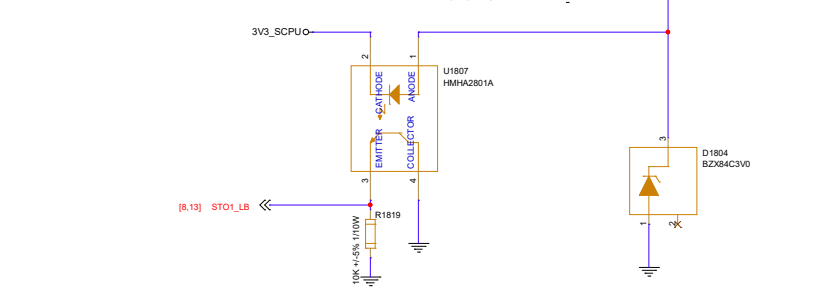 3V3_SCPU
2
1
U1807
HMHA2801A
CATHODE
ANODE
EMITTER
COLLECTOR
3
4
[8,13] STO1_LB
R1819
10K +/-5% 1/10W
3
D1804
BZX84C3V0
1
2